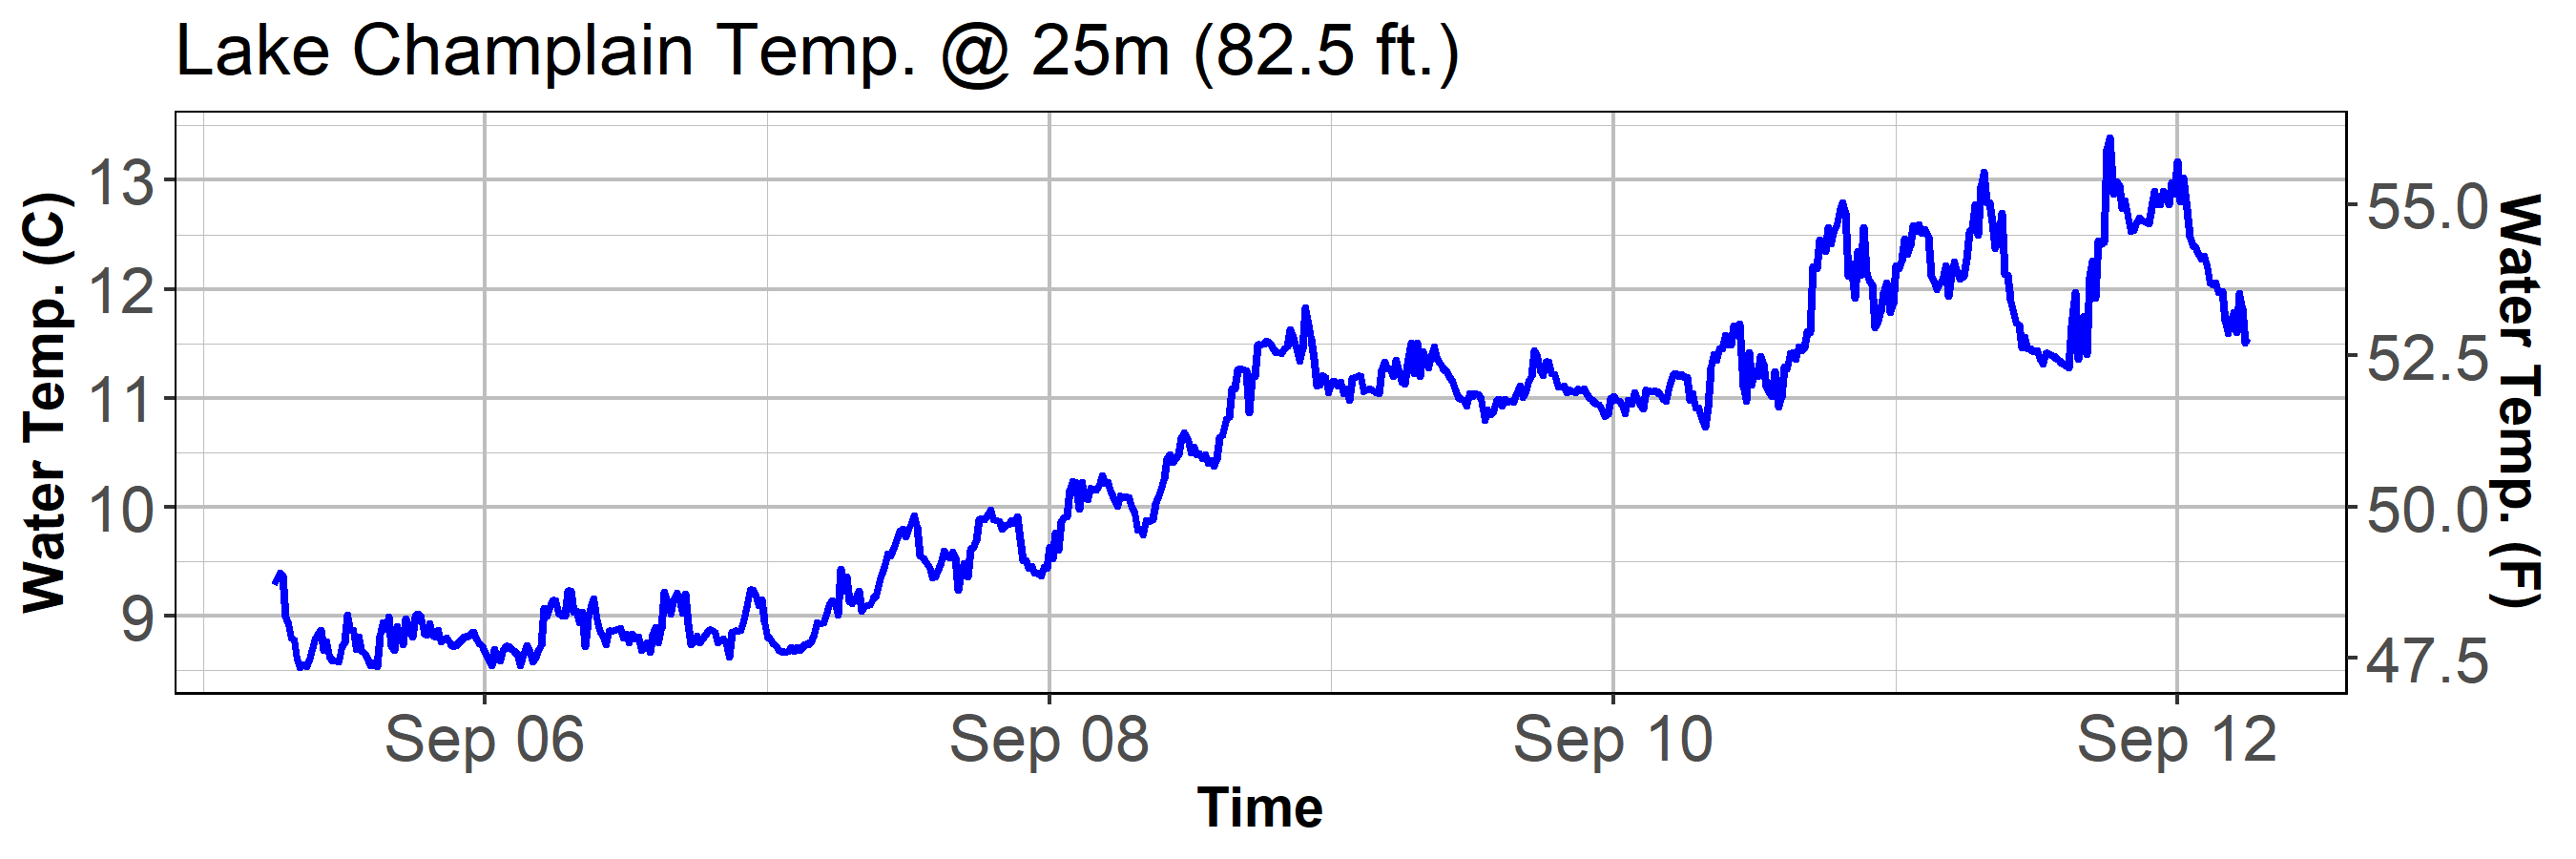 Lake Champlain Temp. @ 25m (82.5 ft.)
Water Temp. (C)
13
12
11
10
9
55.0
52.5
50.0
47.5
Water Temp. (F)
Sep 06 Sep 08 Sep 10 Sep 12
Time